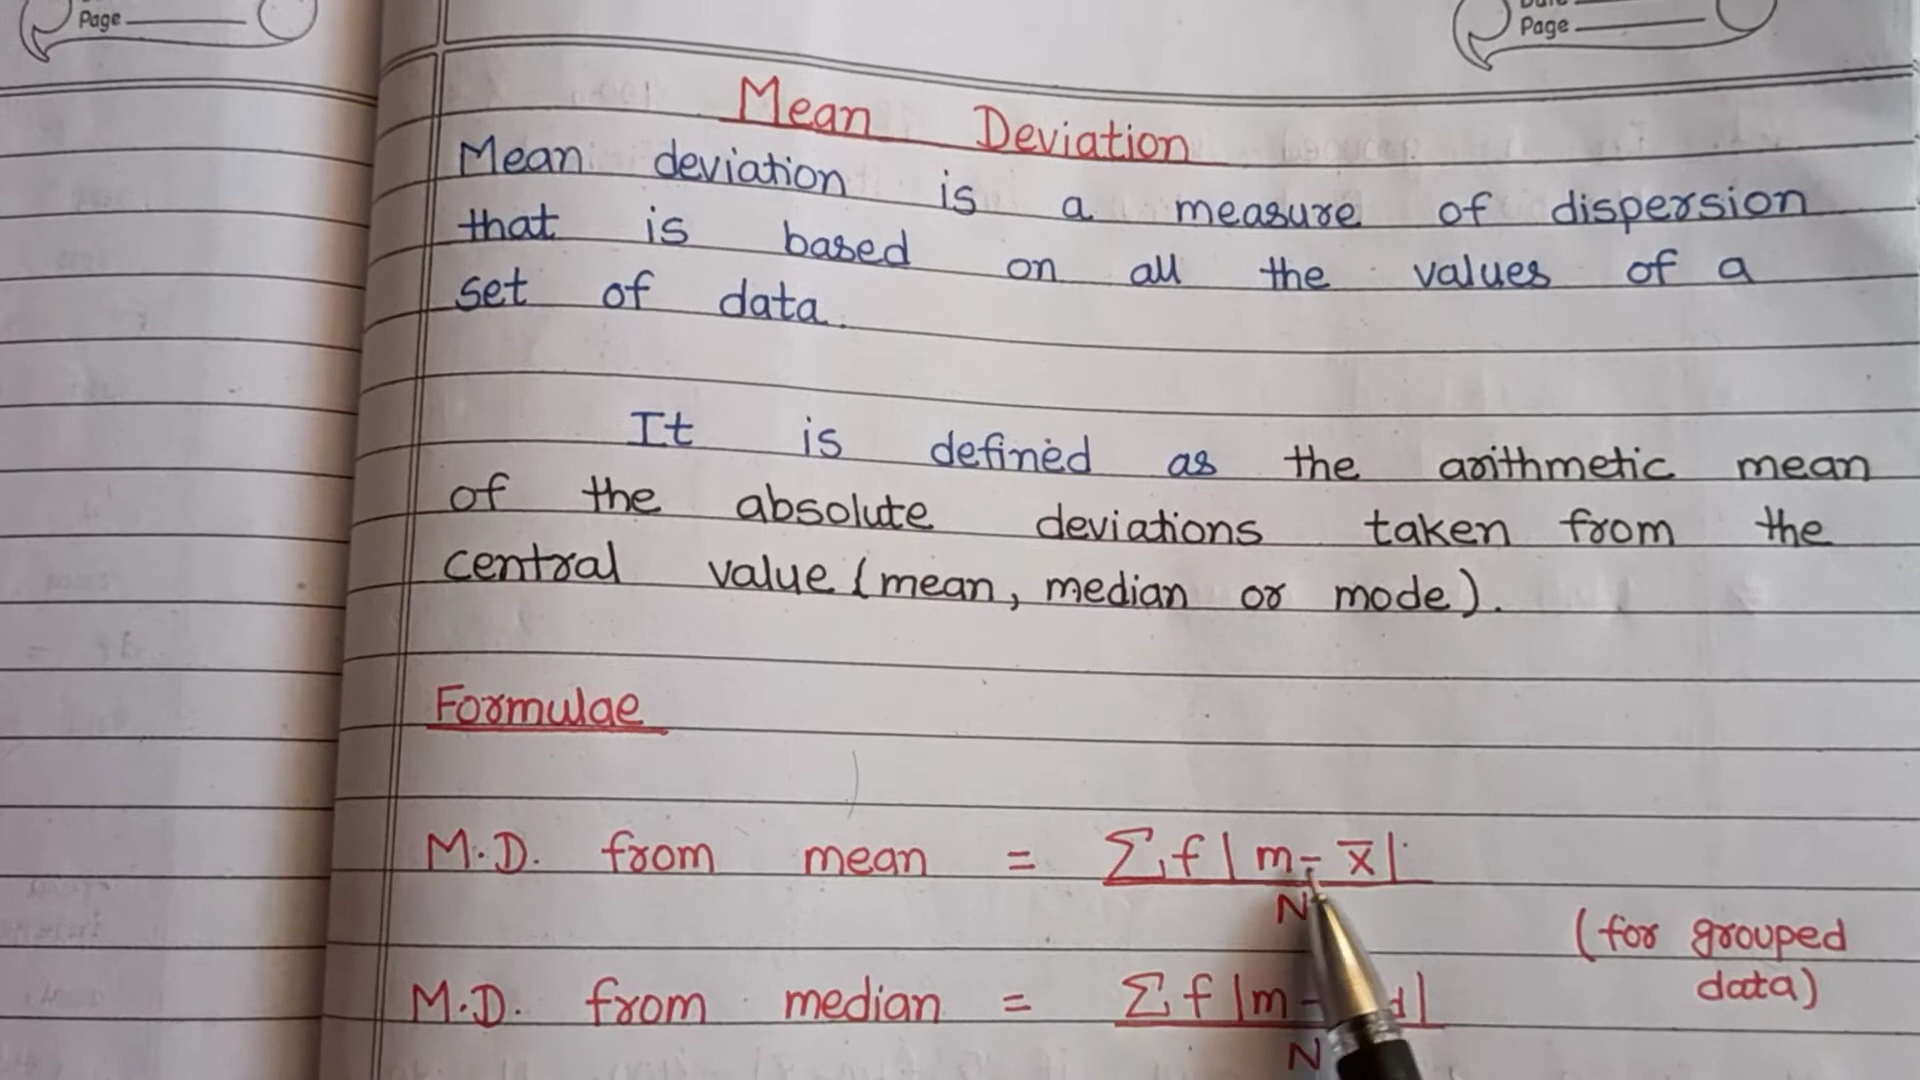 Page
Page
Mean Deviation
Mean deviation is a measure of dispersion
that is based on all the values of a
set of data.
It is defined as the arithmetic mean
of the absolute deviations taken from the
central value (mean, median or mode).
Formulae
M.D. from mean = Σf|m-x̄|
N
(for grouped
data)
M.D. from median = Σf|m-
N